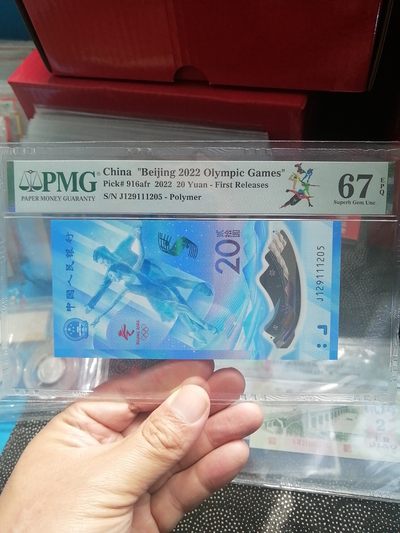 PMG
PAPER MONEY GUARANTY
China "Beijing 2022 Olympic Games"
Pick# 916afr 2022 20 Yuan - First Releases
S/N J129111205 - Polymer
67
EPQ
Superb Gem Unc
中国人民银行
20
贰拾圆
J129111205
2